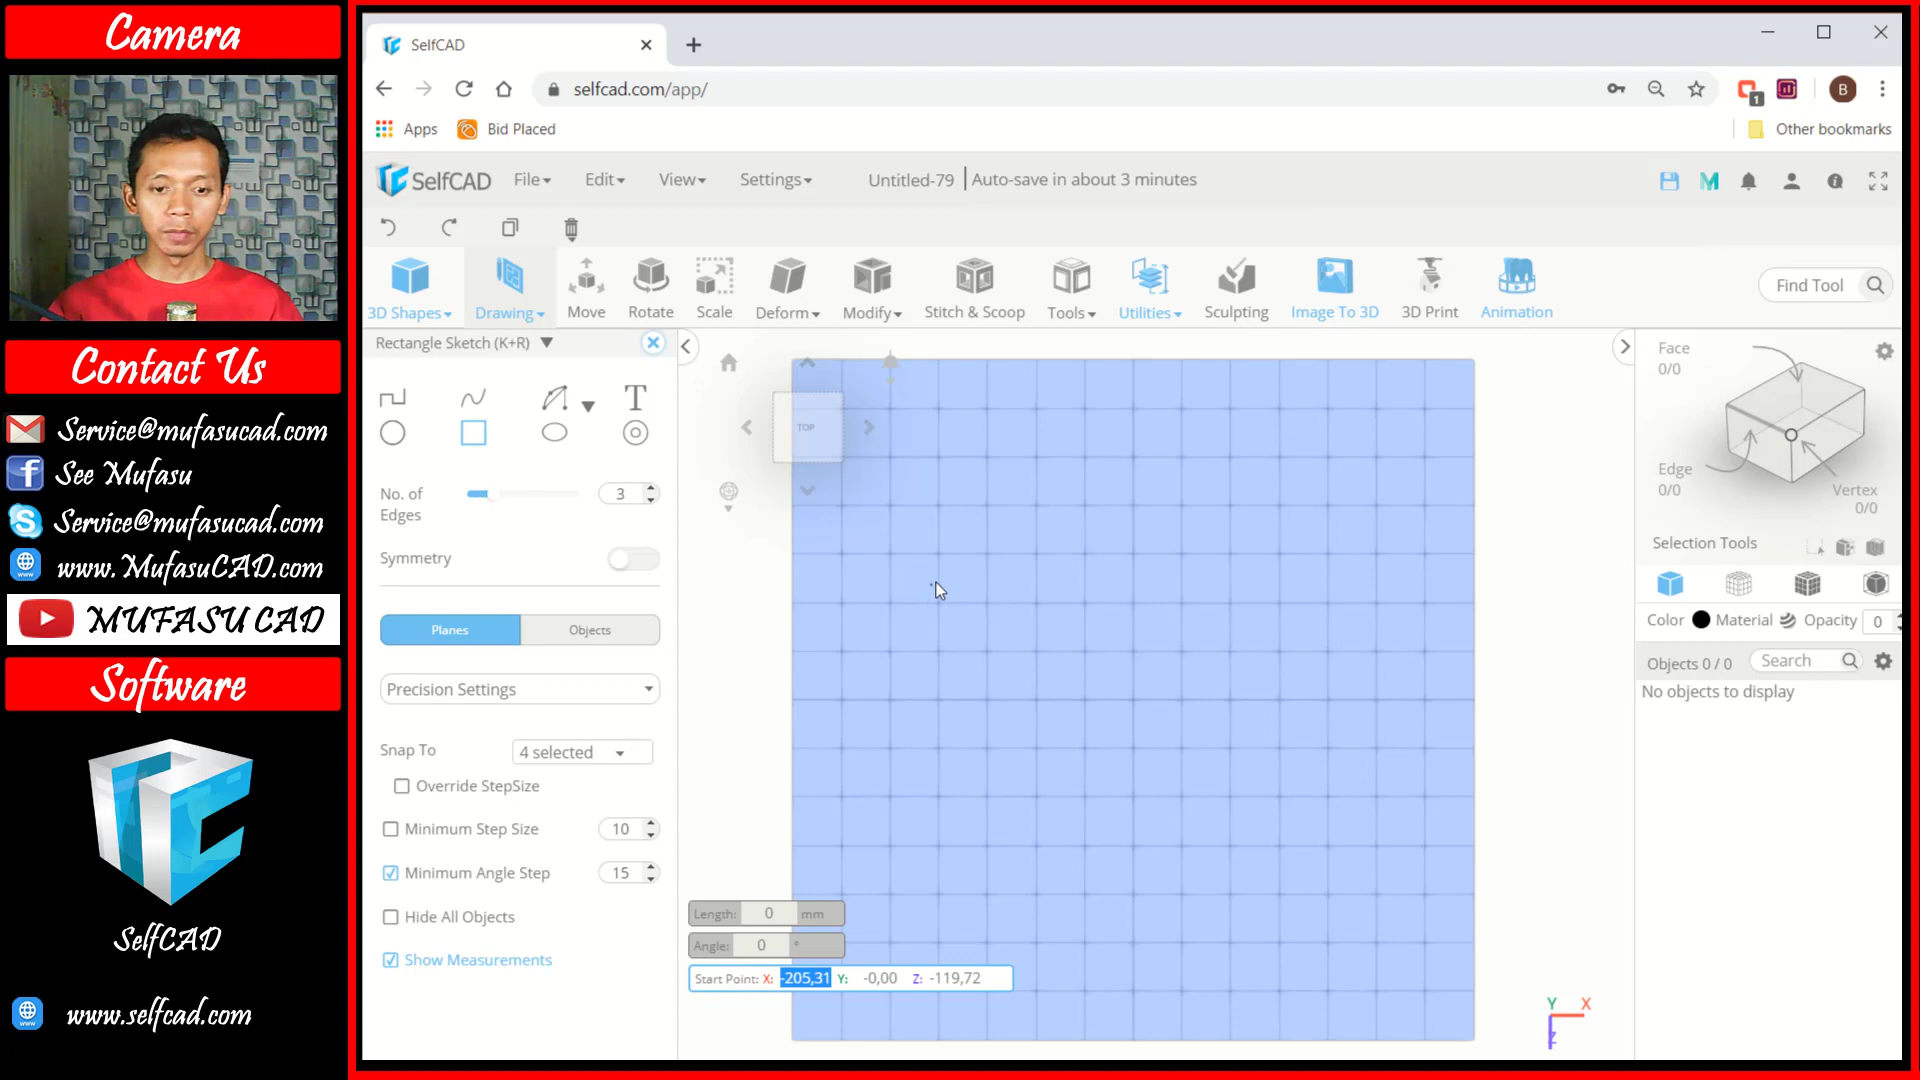 Camera
Contact Us
Service@mufasucad.com
See Mufasu
Service@mufasucad.com
www.MufasuCAD.com
MUFASU CAD
Software
SelfCAD
www.selfcad.com
SelfCAD
selfcad.com/app/
1
B
Apps
Bid Placed
Other bookmarks
SelfCAD
File
Edit
View
Settings
Untitled-79
Auto-save in about 3 minutes
3D Shapes
Drawing
Move
Rotate
Scale
Deform
Modify
Stitch & Scoop
Tools
Utilities
Sculpting
Image To 3D
3D Print
Animation
Find Tool
Rectangle Sketch (K+R)
T
No. of
Edges
3
Symmetry
Planes
Objects
Precision Settings
Snap To
4 selected
Override StepSize
Minimum Step Size
10
Minimum Angle Step
15
Hide All Objects
Show Measurements
TOP
Length: 0 mm
Angle: 0 °
Start Point: X: -205,31 Y: -0,00 Z: -119,72
Y
X
Z
Face
0/0
Edge
0/0
Vertex
0/0
Selection Tools
Color
Material
Opacity
0
Objects 0 / 0
Search
No objects to display